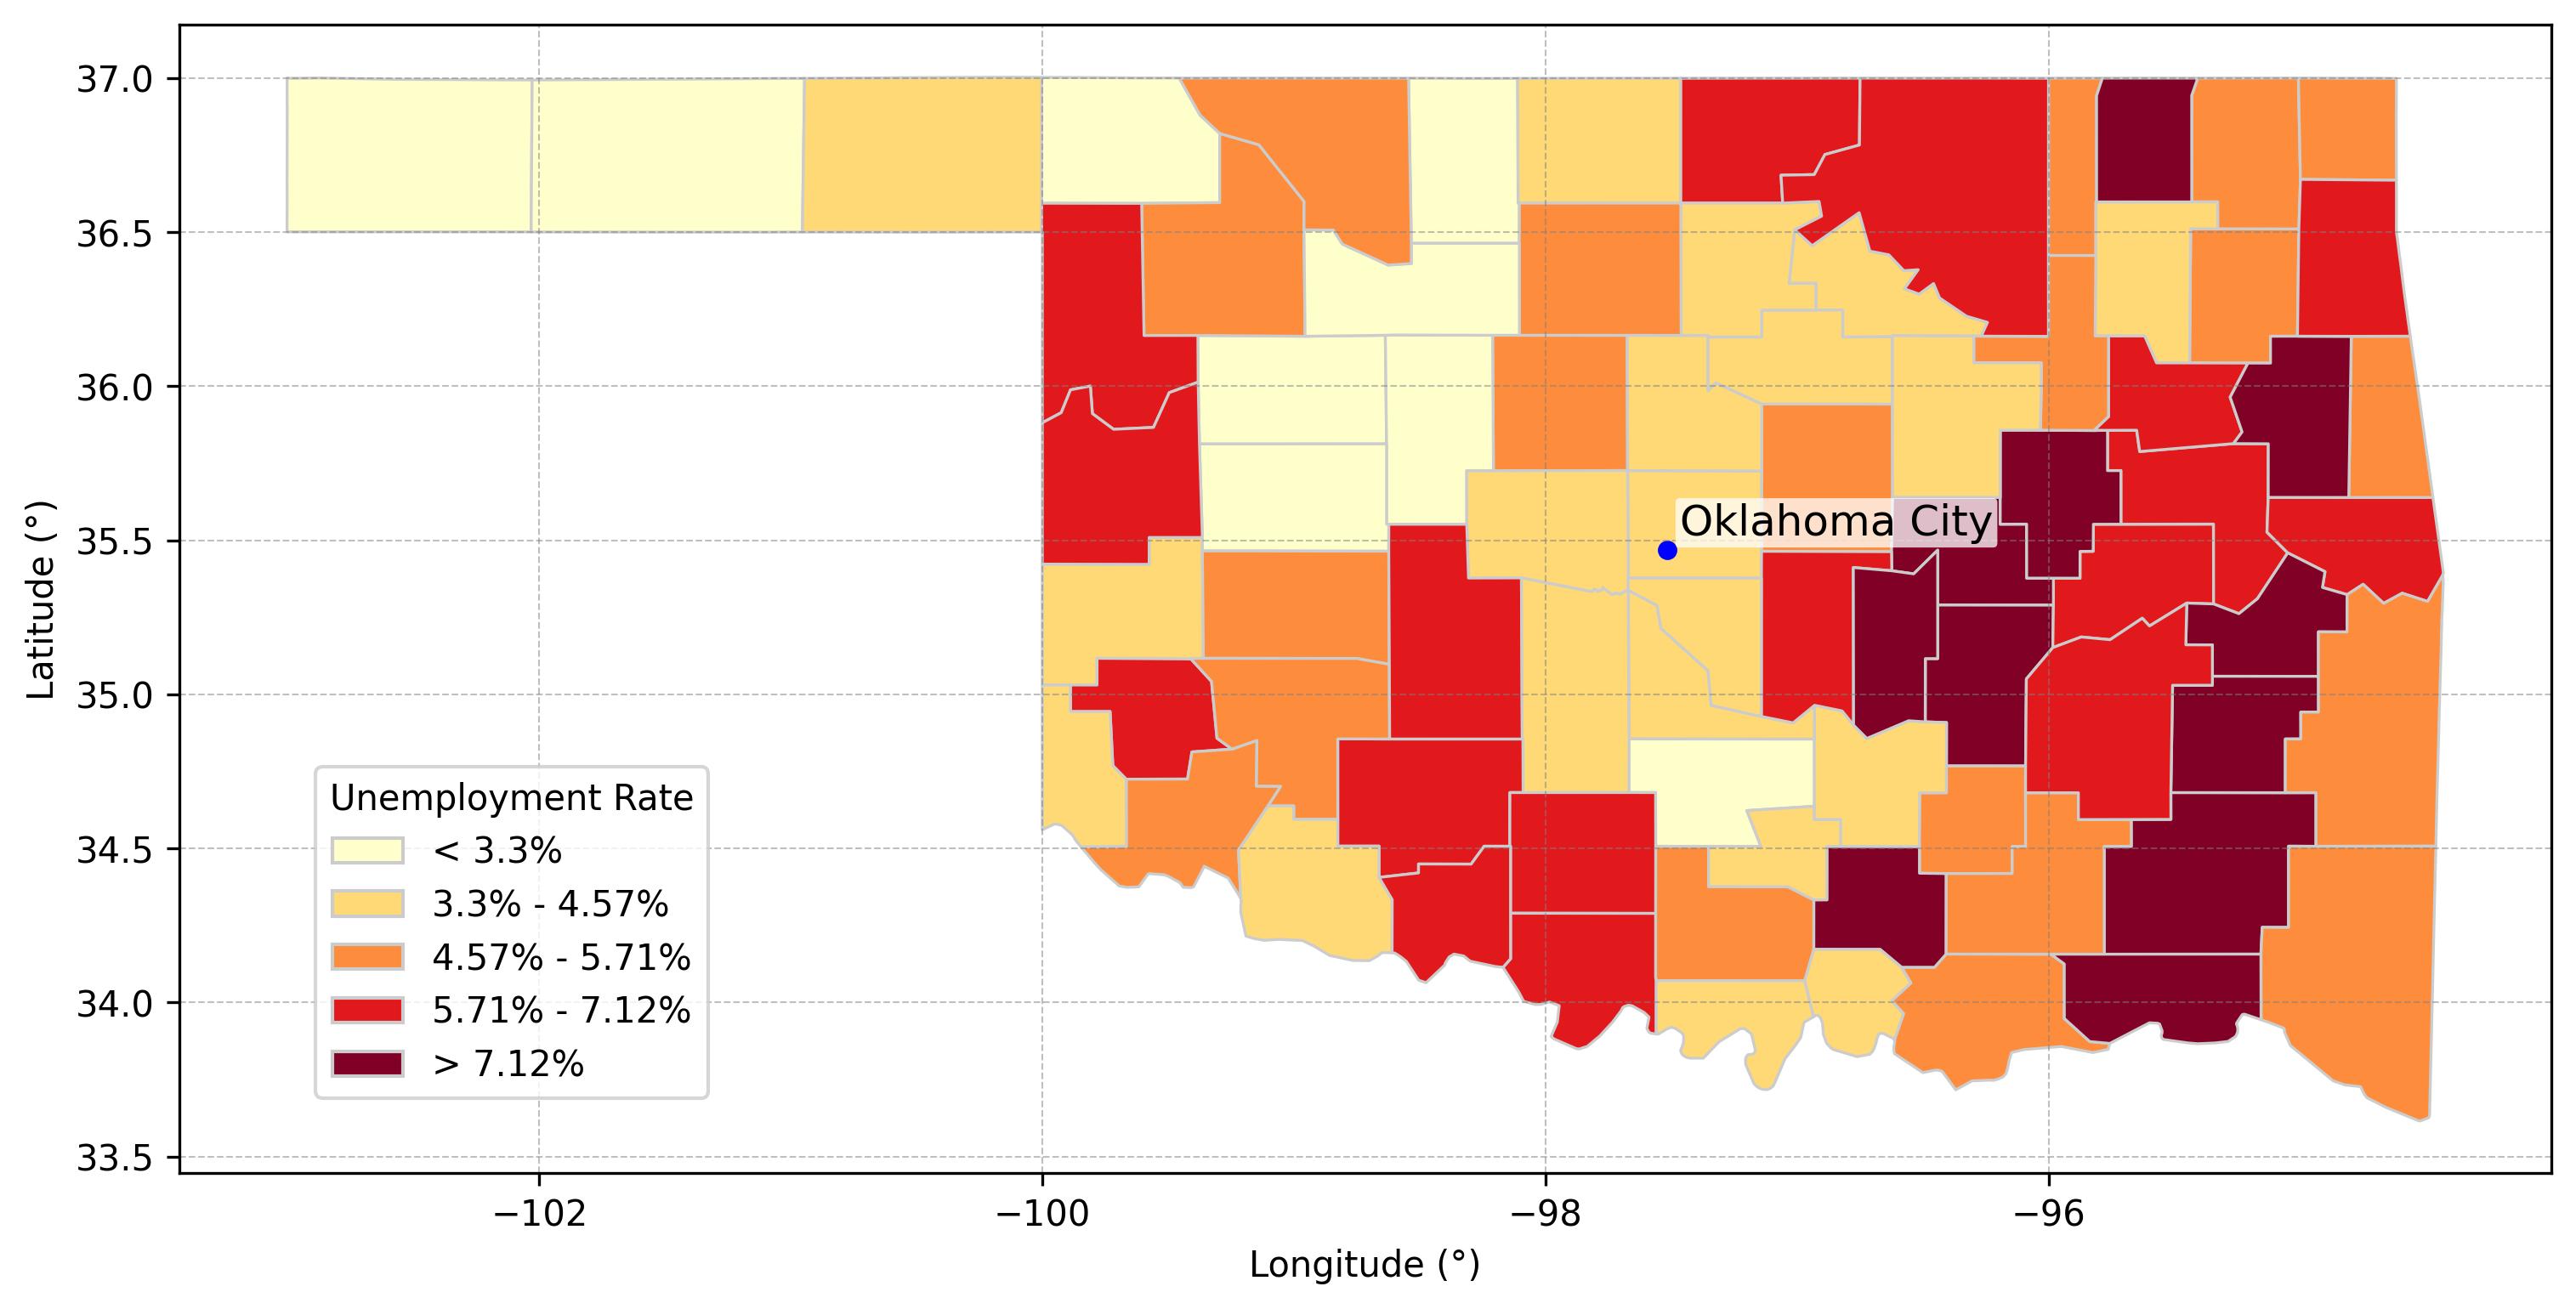 37.0
36.5
36.0
35.5
35.0
34.5
34.0
33.5
Latitude (°)
Oklahoma City
Unemployment Rate
< 3.3%
3.3% - 4.57%
4.57% - 5.71%
5.71% - 7.12%
> 7.12%
−102
−100
−98
−96
Longitude (°)